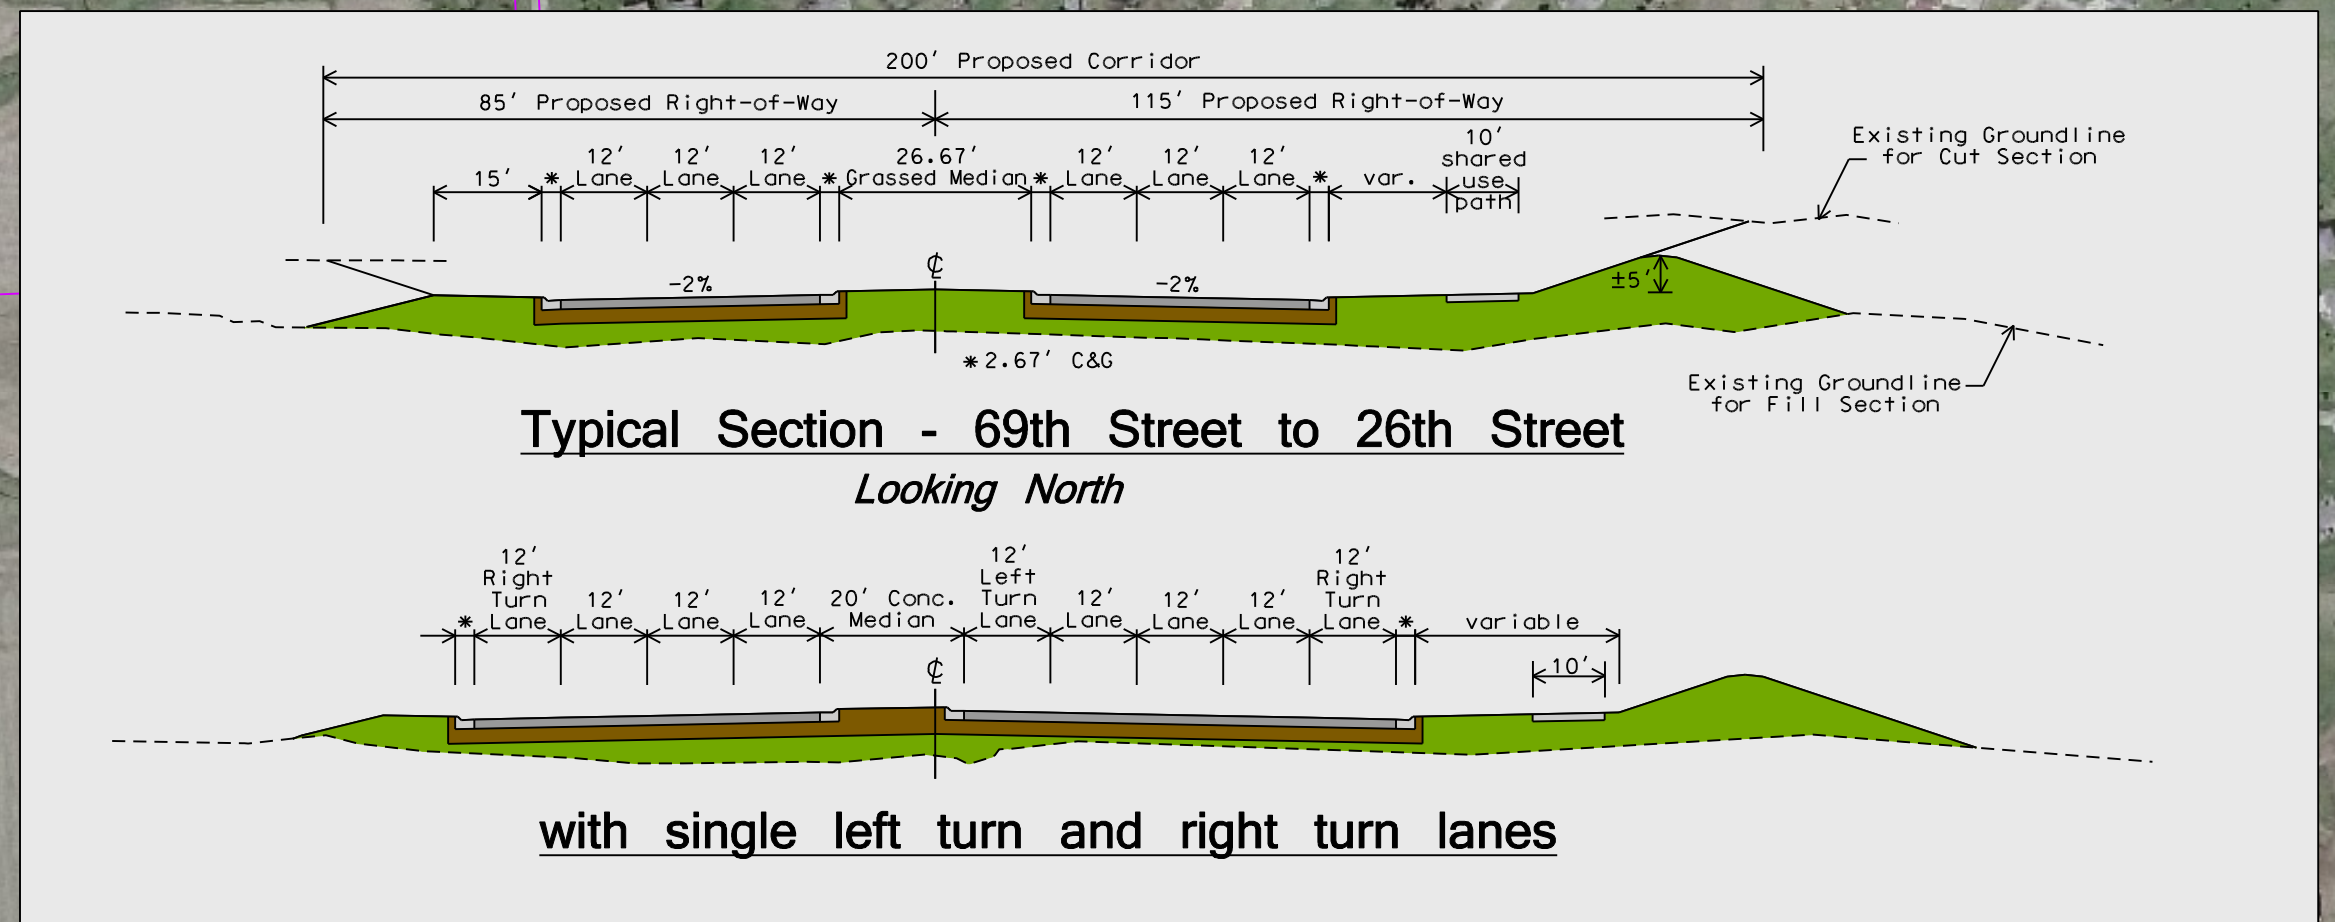 200' Proposed Corridor
85' Proposed Right-of-Way
115' Proposed Right-of-Way
15'
*
12'
Lane
12'
Lane
12'
Lane
*
26.67'
Grassed Median
*
12'
Lane
12'
Lane
12'
Lane
*
var.
10'
shared
use
path
Existing Groundline
for Cut Section
℄
-2%
-2%
±5'
* 2.67' C&G
Existing Groundline
for Fill Section
Typical Section - 69th Street to 26th Street
Looking North
*
12'
Right
Turn
Lane
12'
Lane
12'
Lane
12'
Lane
20' Conc.
Median
12'
Left
Turn
Lane
12'
Lane
12'
Lane
12'
Lane
12'
Right
Turn
Lane
*
variable
10'
℄
with single left turn and right turn lanes